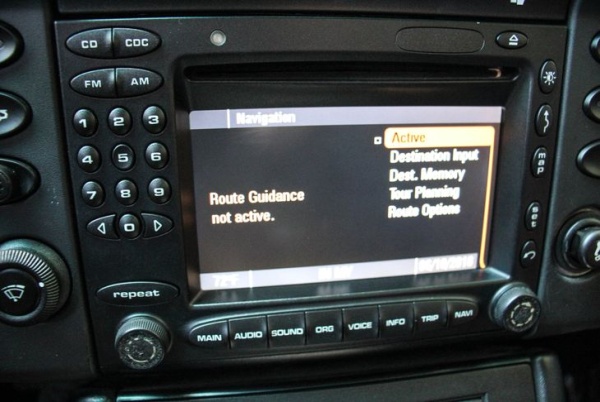 CD CDC
FM AM
1 2 3
4 5 6
7 8 9
0
repeat
Navigation
Active
Destination Input
Dest. Memory
Tour Planning
Route Options
Route Guidance
not active.
map
set
MAIN AUDIO SOUND ORG VOICE INFO TRIP NAVI